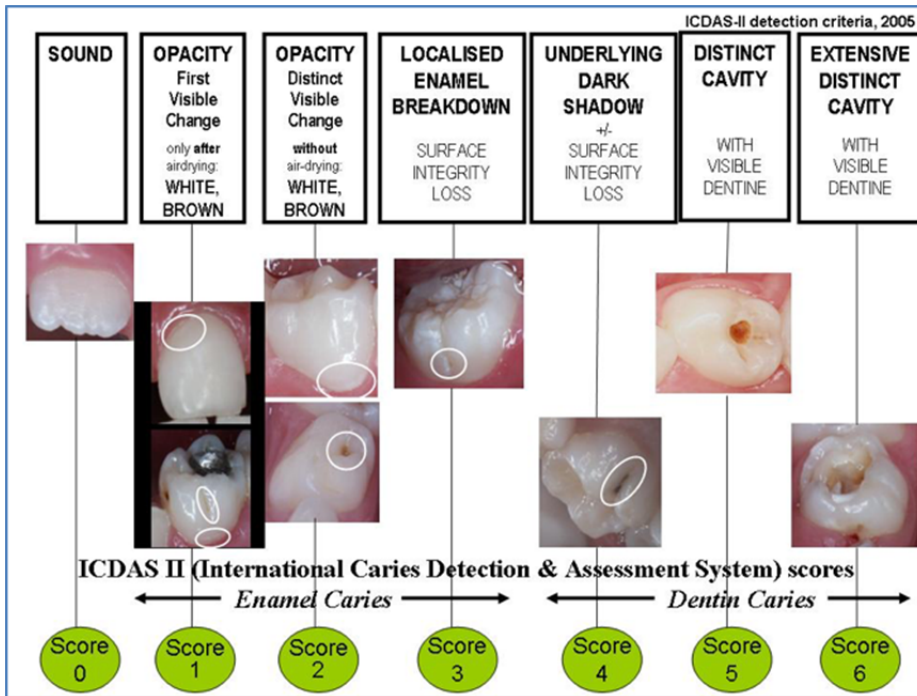 ICDAS-II detection criteria, 2005
SOUND
OPACITY
First
Visible
Change
only after
airdrying:
WHITE,
BROWN
OPACITY
Distinct
Visible
Change
without
air-drying:
WHITE,
BROWN
LOCALISED
ENAMEL
BREAKDOWN
SURFACE
INTEGRITY
LOSS
UNDERLYING
DARK
SHADOW
+/-
SURFACE
INTEGRITY
LOSS
DISTINCT
CAVITY
WITH
VISIBLE
DENTINE
EXTENSIVE
DISTINCT
CAVITY
WITH
VISIBLE
DENTINE
ICDAS II (International Caries Detection & Assessment System) scores
Enamel Caries
Dentin Caries
Score
0
Score
1
Score
2
Score
3
Score
4
Score
5
Score
6